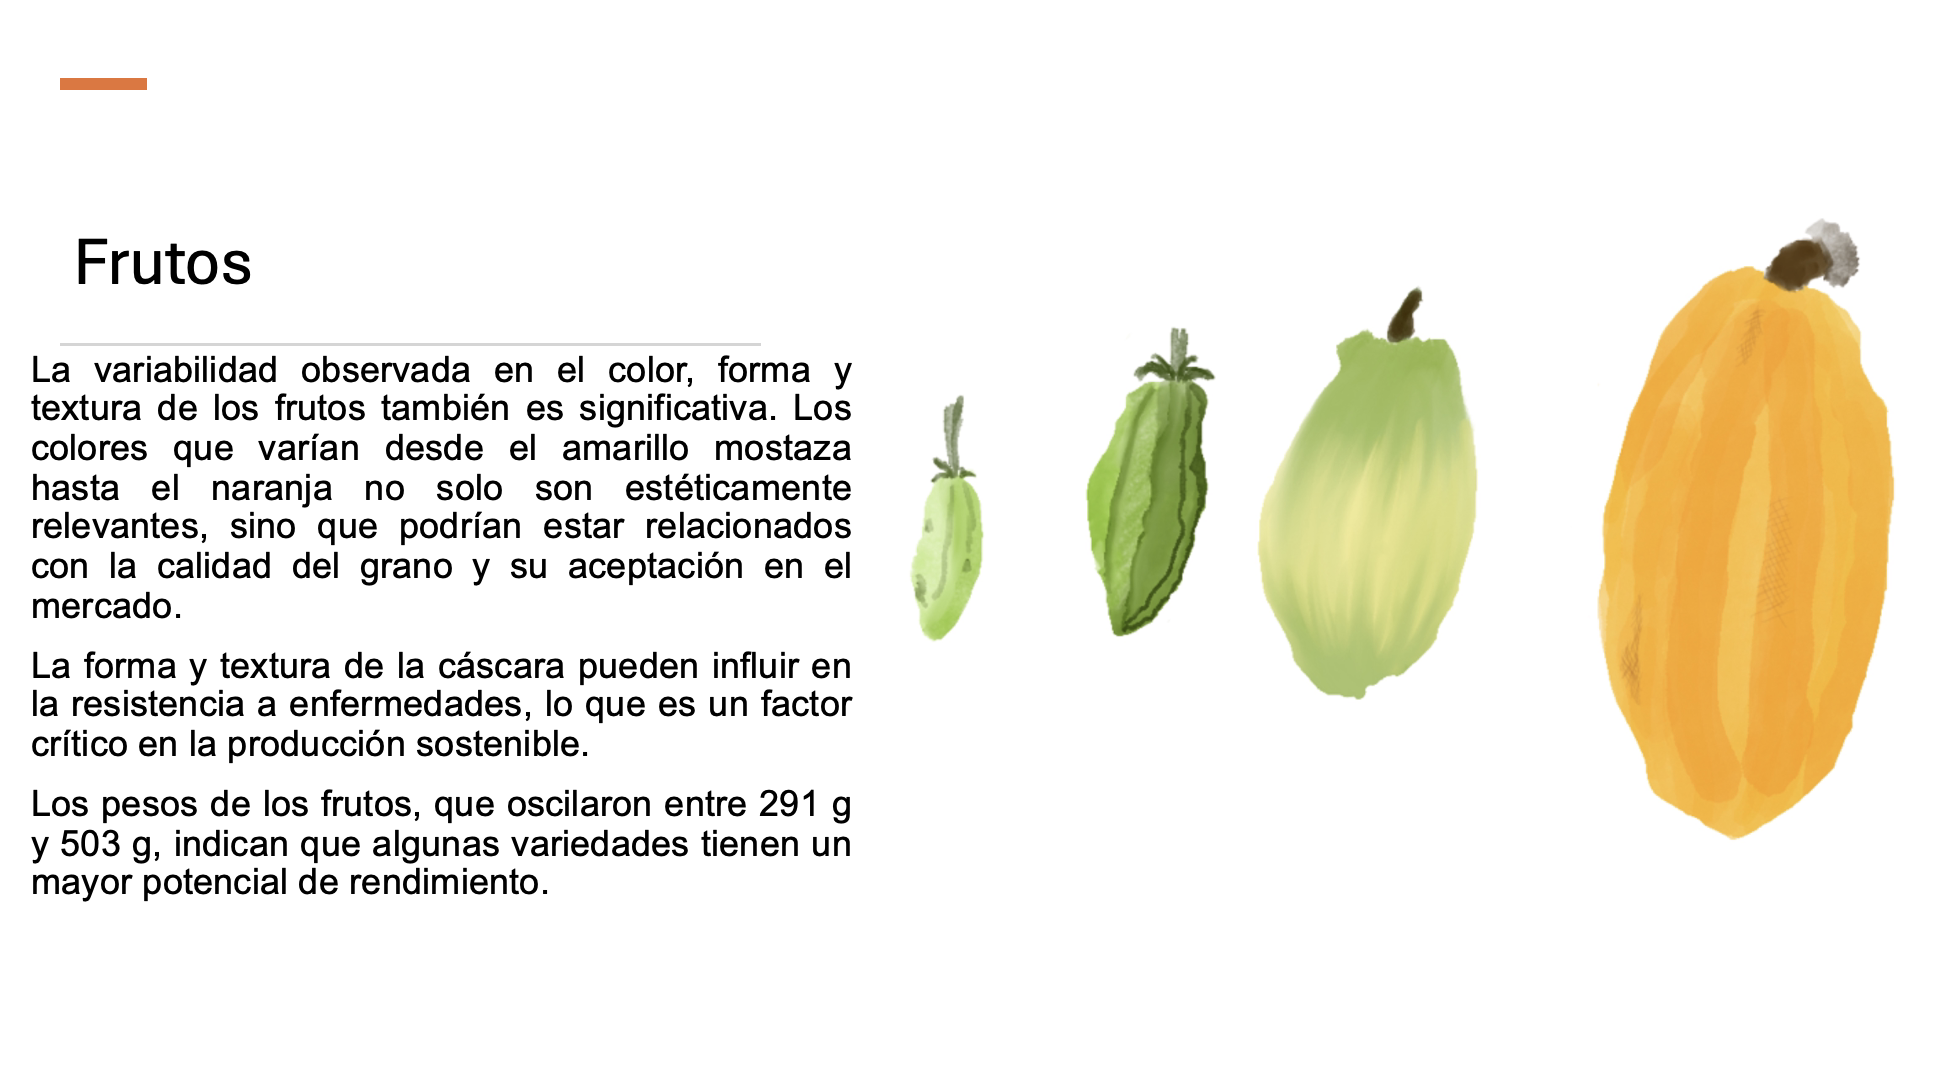 Frutos
La variabilidad observada en el color, forma y
textura de los frutos también es significativa. Los
colores que varían desde el amarillo mostaza
hasta el naranja no solo son estéticamente
relevantes, sino que podrían estar relacionados
con la calidad del grano y su aceptación en el
mercado.
La forma y textura de la cáscara pueden influir en
la resistencia a enfermedades, lo que es un factor
crítico en la producción sostenible.
Los pesos de los frutos, que oscilaron entre 291 g
y 503 g, indican que algunas variedades tienen un
mayor potencial de rendimiento.